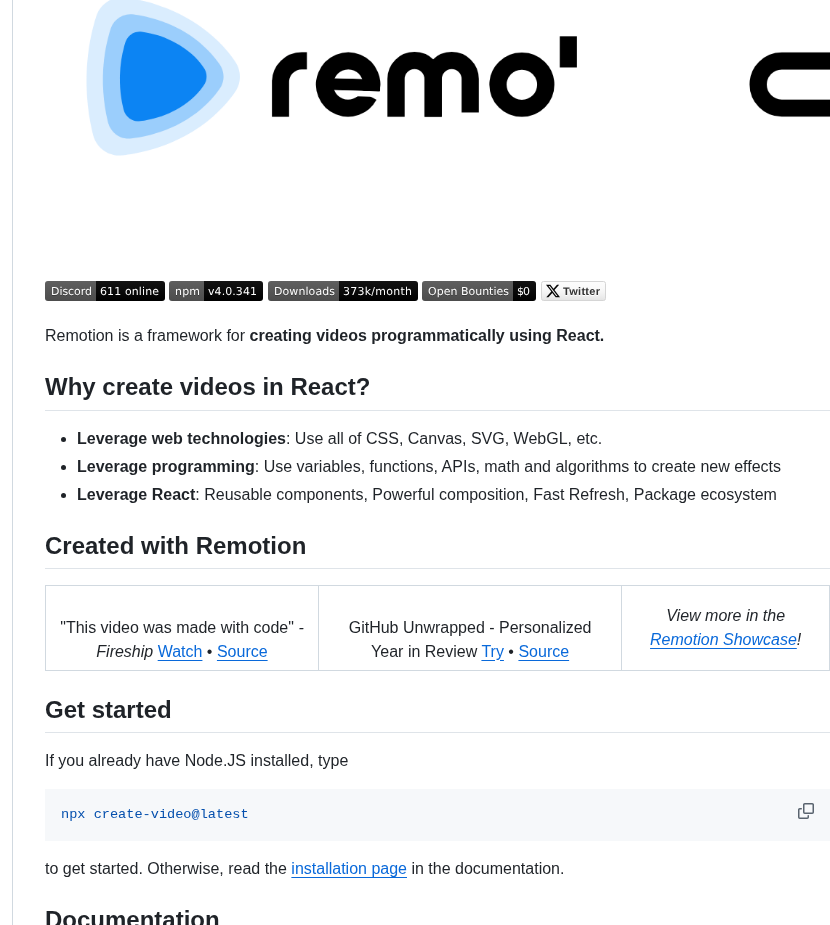 remo'
Discord 611 online npm v4.0.341 Downloads 373k/month Open Bounties $0 Twitter
Remotion is a framework for creating videos programmatically using React.
Why create videos in React?
Leverage web technologies: Use all of CSS, Canvas, SVG, WebGL, etc.
Leverage programming: Use variables, functions, APIs, math and algorithms to create new effects
Leverage React: Reusable components, Powerful composition, Fast Refresh, Package ecosystem
Created with Remotion
"This video was made with code" -
Fireship Watch • Source
GitHub Unwrapped - Personalized
Year in Review Try • Source
View more in the
Remotion Showcase!
Get started
If you already have Node.JS installed, type
npx create-video@latest
to get started. Otherwise, read the installation page in the documentation.
Documentation